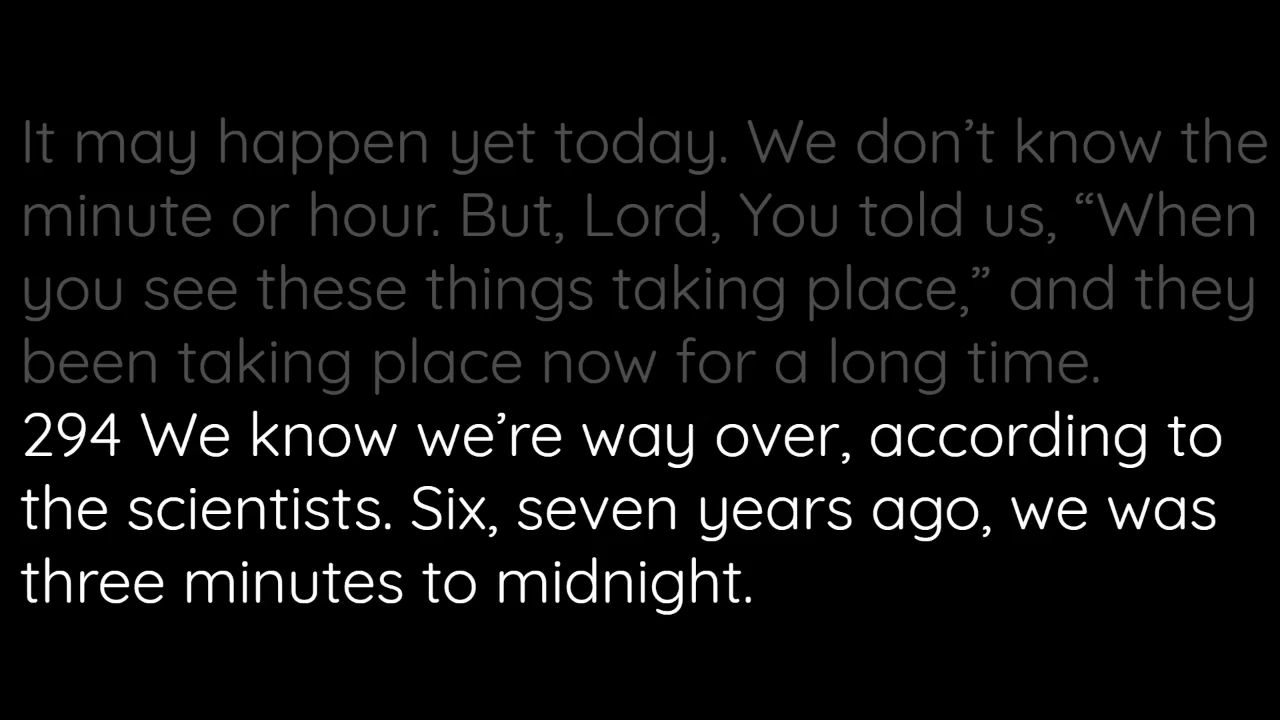 It may happen yet today. We don’t know the
minute or hour. But, Lord, You told us, “When
you see these things taking place,” and they
been taking place now for a long time.
294 We know we’re way over, according to
the scientists. Six, seven years ago, we was
three minutes to midnight.